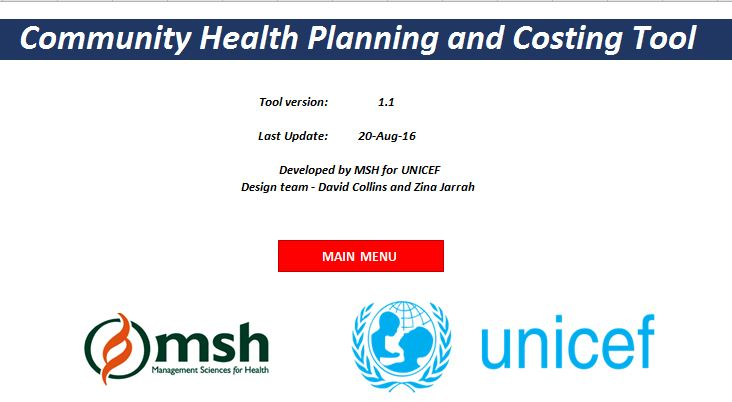 Community Health Planning and Costing Tool
Tool version: 1.1
Last Update: 20-Aug-16
Developed by MSH for UNICEF
Design team - David Collins and Zina Jarrah
MAIN MENU
msh
Management Sciences for Health
unicef